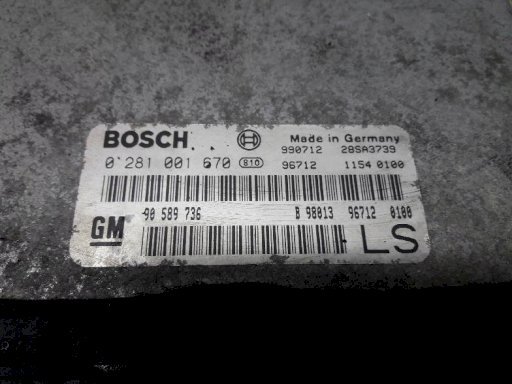 BOSCH Made in Germany
990712 28SA3739
0 281 001 670 810 96712 1154 0100
90 589 736 B 98013 96712 0100
GM LS